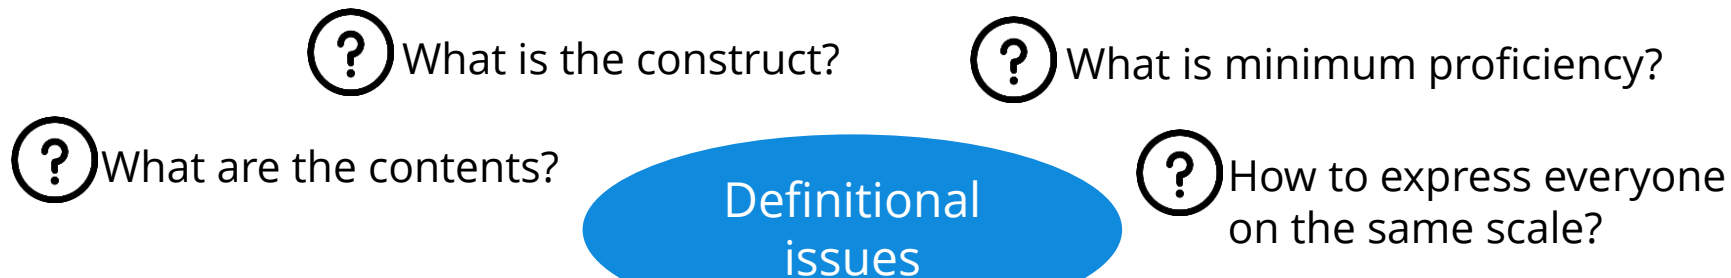 What is the construct?
What is minimum proficiency?
What are the contents?
How to express everyone
on the same scale?
Definitional
issues